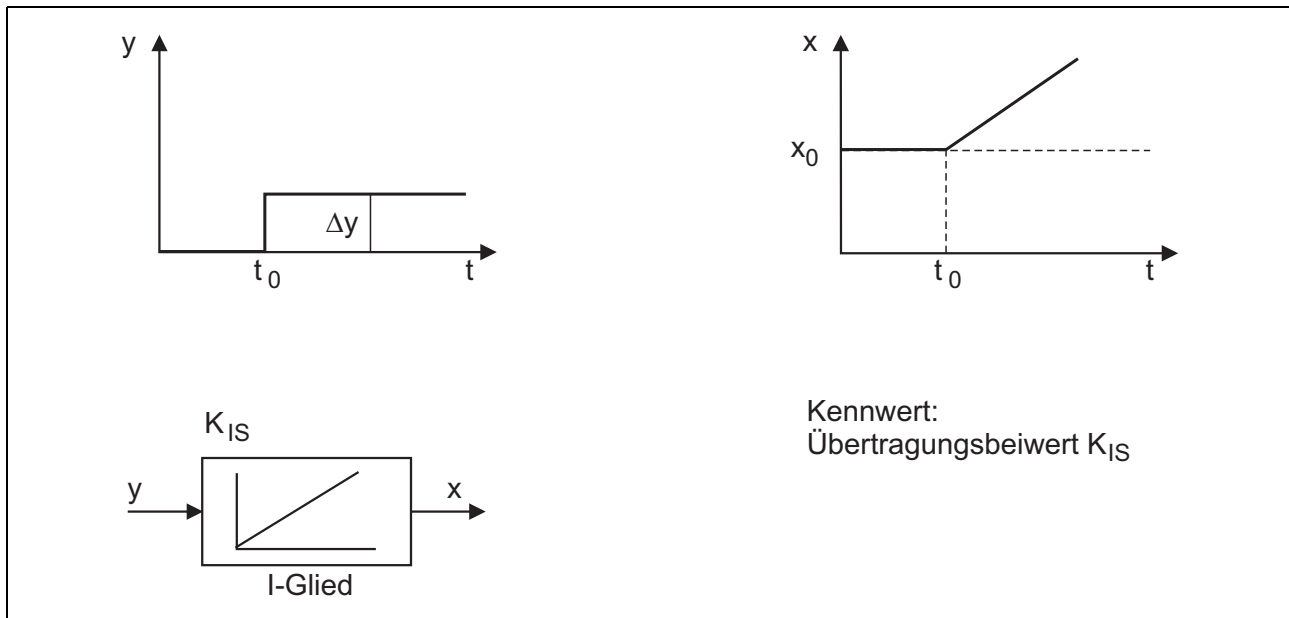 y
Δy
t0
t
x
x0
t0
t
KIS
y
x
I-Glied
Kennwert:
Übertragungsbeiwert KIS